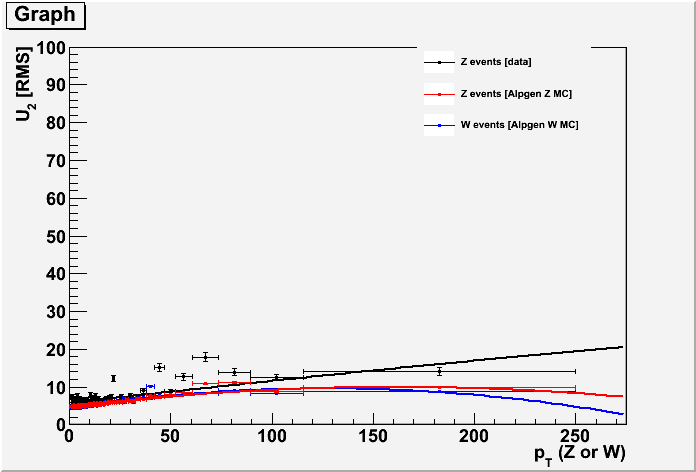 Graph
U2 [RMS]
100
90
80
70
60
50
40
30
20
10
0
Z events [data]
Z events [Alpgen Z MC]
W events [Alpgen W MC]
0 50 100 150 200 250
pT (Z or W)